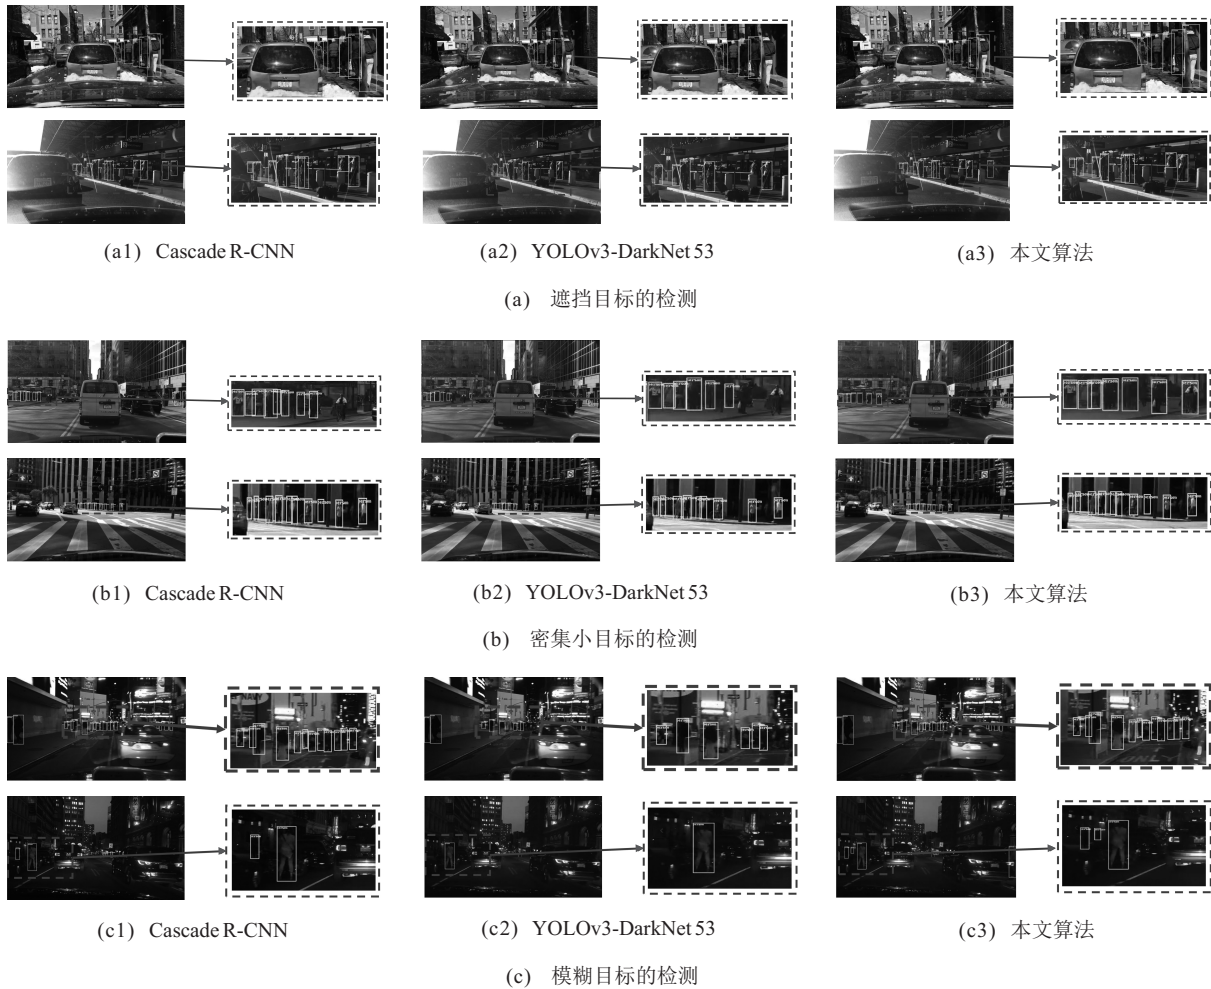 (a1) Cascade R-CNN
(a2) YOLOv3-DarkNet 53
(a3) 本文算法
(a) 遮挡目标的检测
(b1) Cascade R-CNN
(b2) YOLOv3-DarkNet 53
(b3) 本文算法
(b) 密集小目标的检测
(c1) Cascade R-CNN
(c2) YOLOv3-DarkNet 53
(c3) 本文算法
(c) 模糊目标的检测